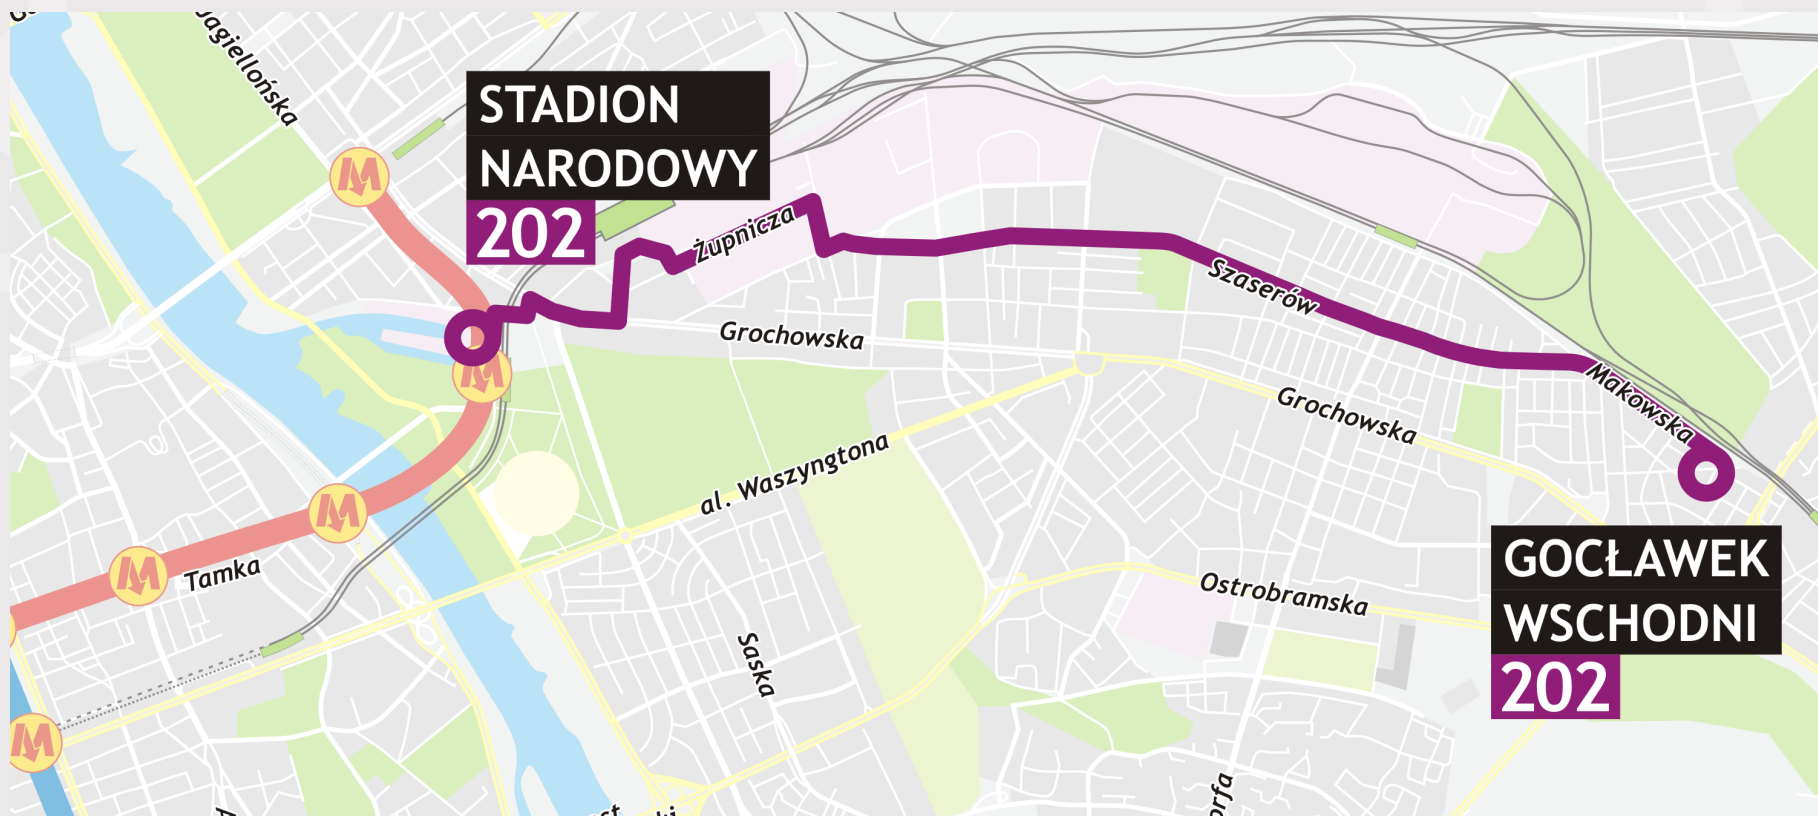 Jagiellońska
STADION
NARODOWY
202
Żupnicza
Szaserów
Grochowska
Makowska
Grochowska
al. Waszyngtona
M
M
M
M
M
Tamka
Ostrobramska
GOCŁAWEK
WSCHODNI
202
Saska